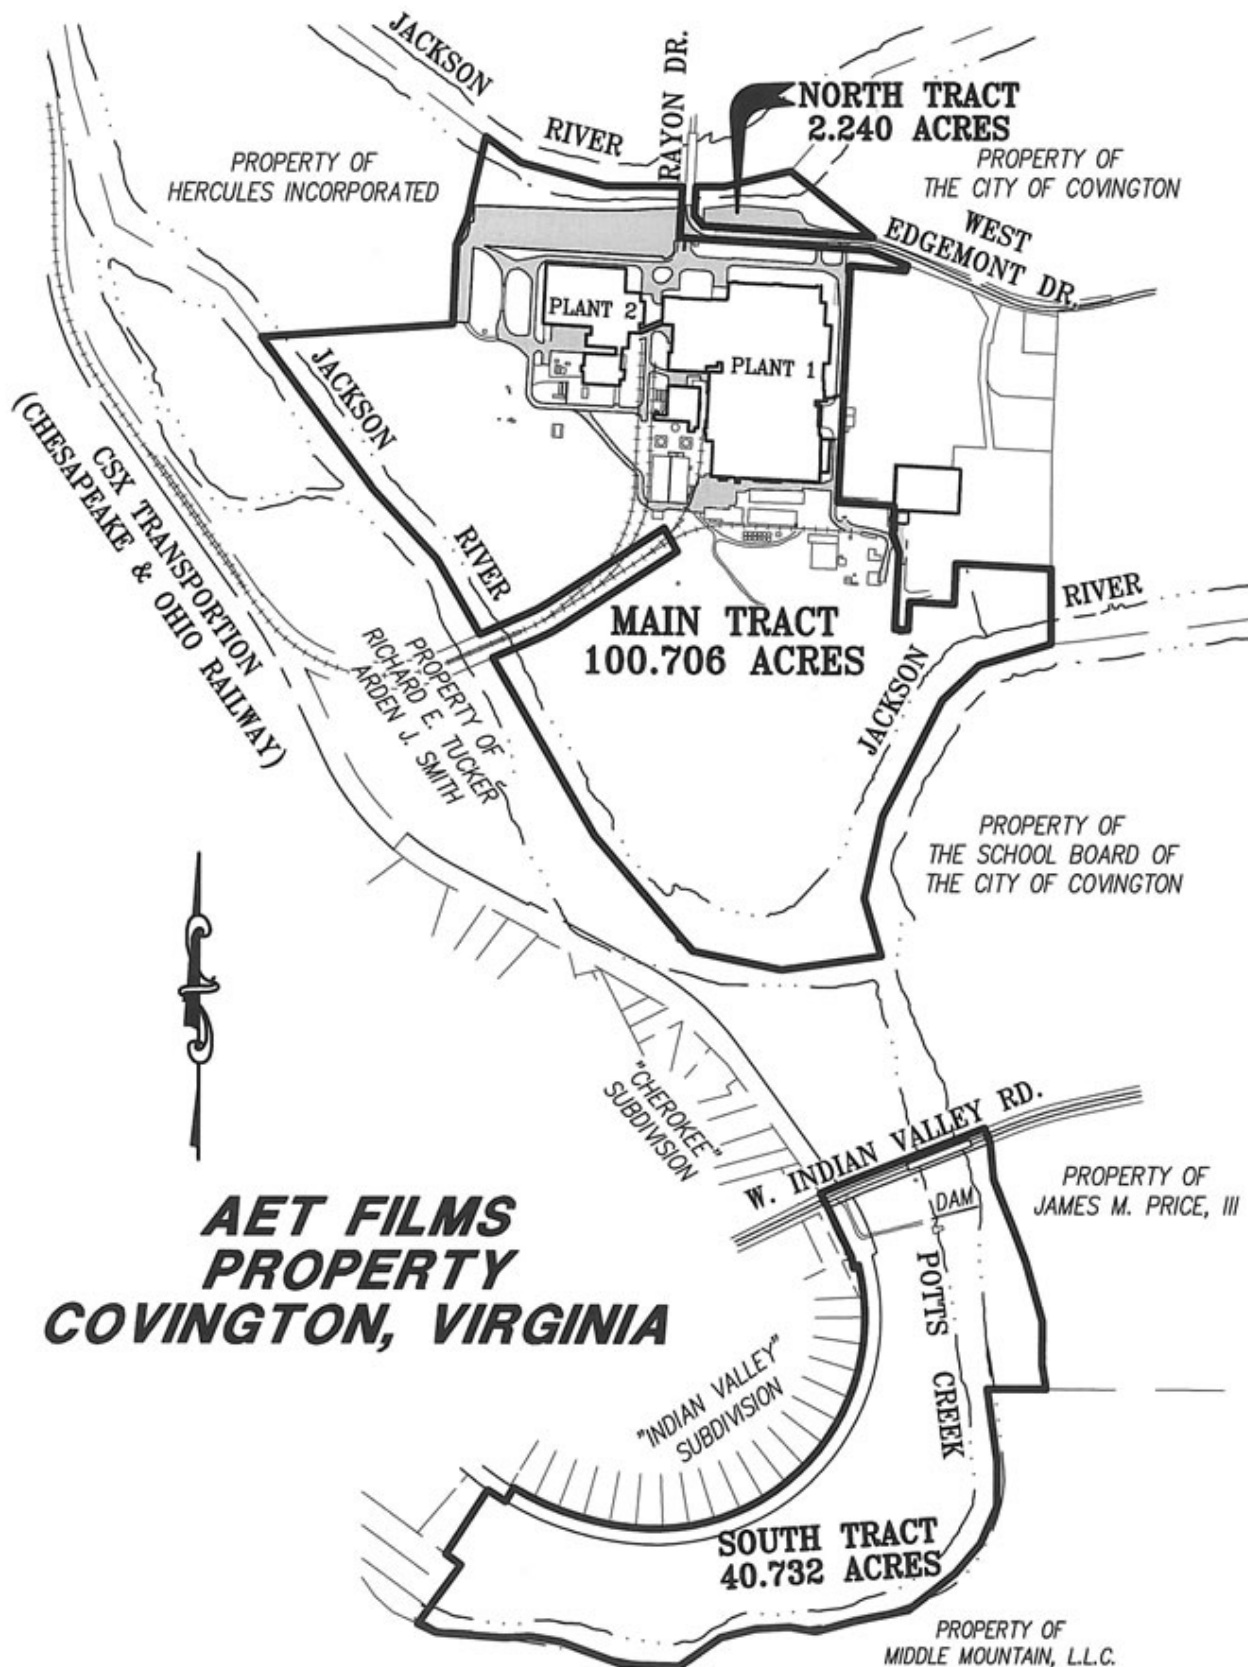 JACKSON
RIVER
RAYON DR.
NORTH TRACT
2.240 ACRES
PROPERTY OF
HERCULES INCORPORATED
PROPERTY OF
THE CITY OF COVINGTON
WEST
EDGEMONT DR.
PLANT 2
PLANT 1
JACKSON
RIVER
CSX TRANSPORTION
(CHESAPEAKE & OHIO RAILWAY)
MAIN TRACT
100.706 ACRES
RIVER
JACKSON
PROPERTY OF
RICHARD E. TUCKER
ARDEN J. SMITH
PROPERTY OF
THE SCHOOL BOARD OF
THE CITY OF COVINGTON
"CHEROKEE"
SUBDIVISION
W. INDIAN VALLEY RD.
DAM
PROPERTY OF
JAMES M. PRICE, III
AET FILMS
PROPERTY
COVINGTON, VIRGINIA
POTTS CREEK
"INDIAN VALLEY"
SUBDIVISION
SOUTH TRACT
40.732 ACRES
PROPERTY OF
MIDDLE MOUNTAIN, L.L.C.